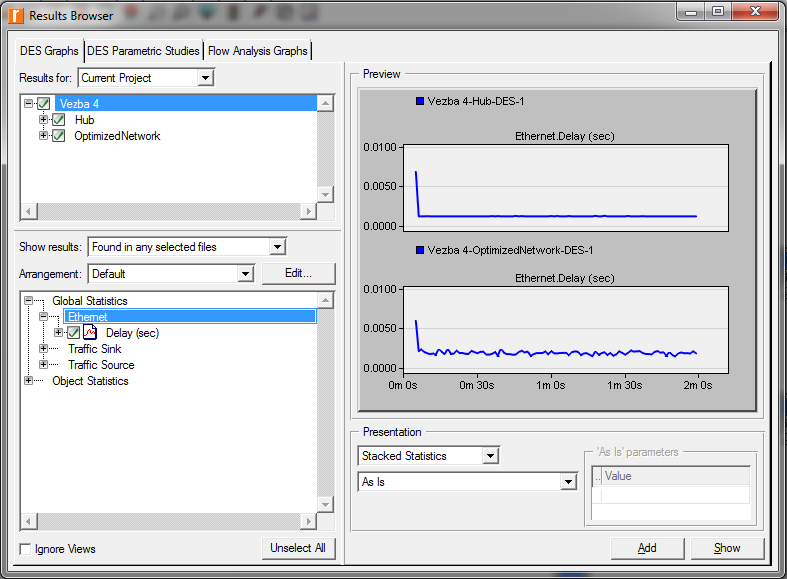 Results Browser
DES Graphs DES Parametric Studies Flow Analysis Graphs
Results for: Current Project
Vezba 4
Hub
OptimizedNetwork
Show results: Found in any selected files
Arrangement: Default Edit...
Global Statistics
Ethernet
Delay (sec)
Traffic Sink
Traffic Source
Object Statistics
Ignore Views Unselect All
Preview
Vezba 4-Hub-DES-1
Ethernet.Delay (sec)
0.0100
0.0050
0.0000
Vezba 4-OptimizedNetwork-DES-1
Ethernet.Delay (sec)
0.0100
0.0050
0.0000
0m 0s 0m 30s 1m 0s 1m 30s 2m 0s
Presentation
Stacked Statistics
As Is
'As Is' parameters
.. Value
Add Show